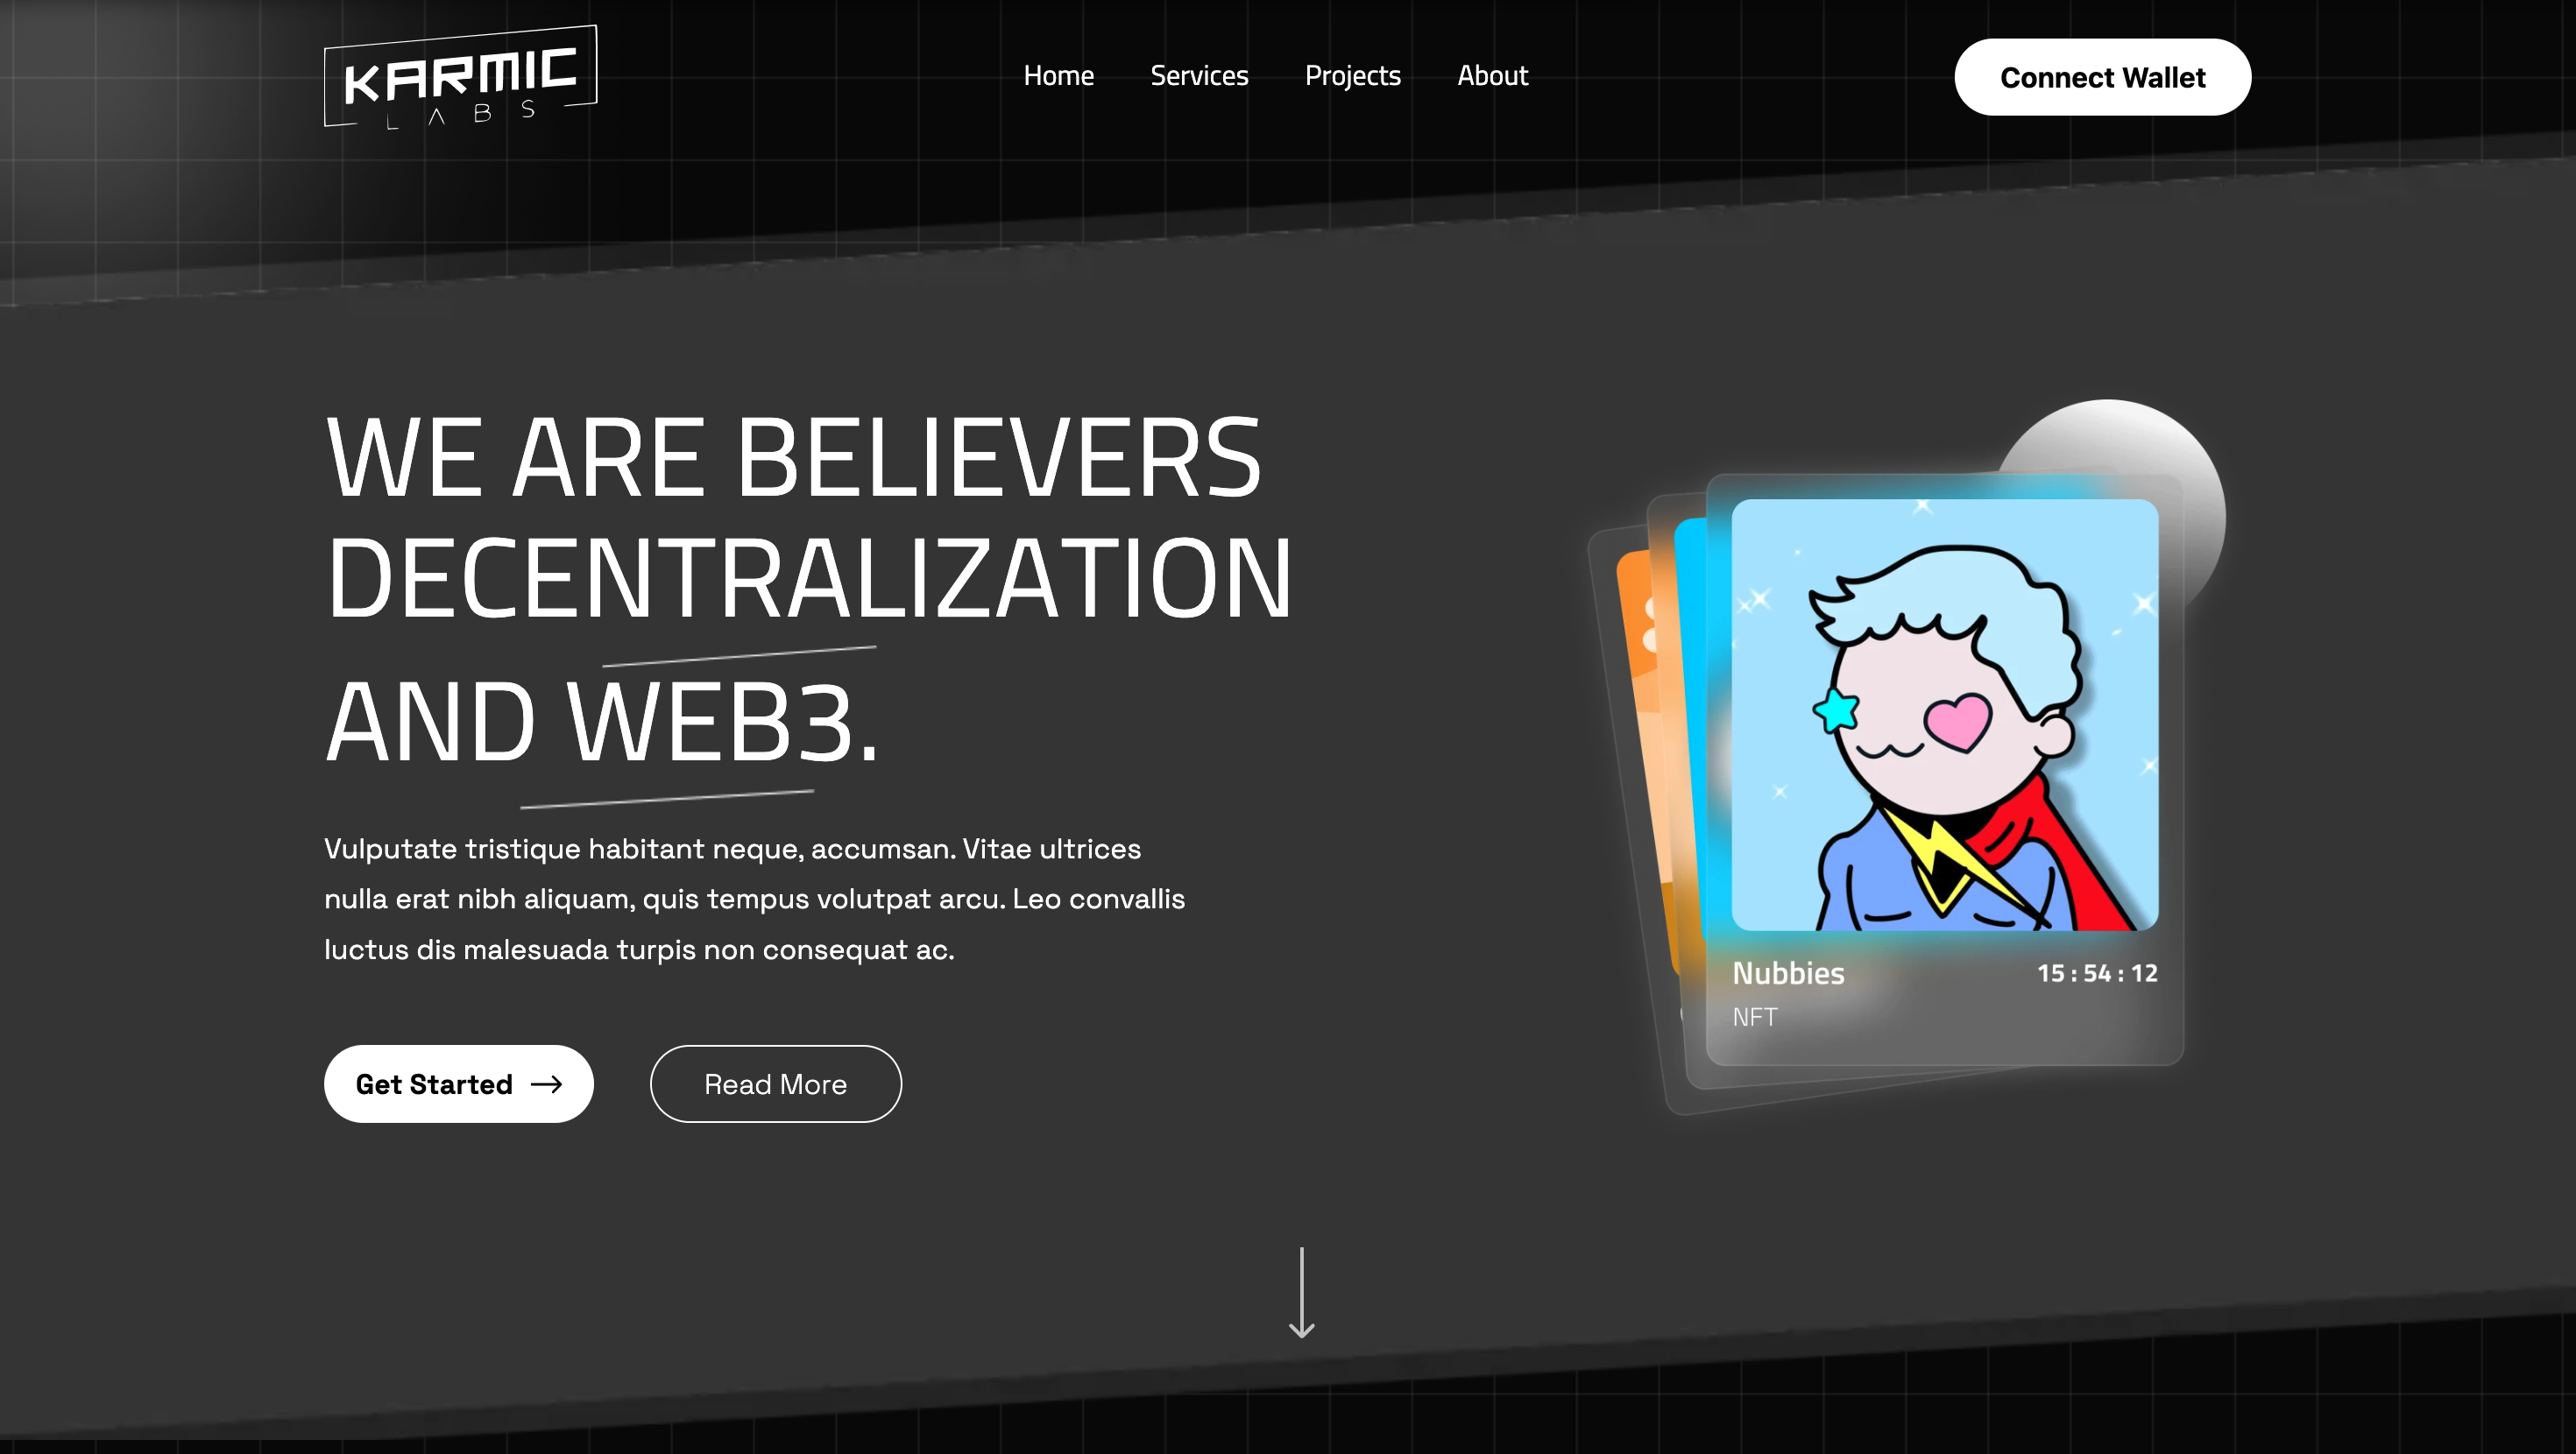 KARMIC
LABS
Home
Services
Projects
About
Connect Wallet
WE ARE BELIEVERS
DECENTRALIZATION
AND WEB3.
Vulputate tristique habitant neque, accumsan. Vitae ultrices
nulla erat nibh aliquam, quis tempus volutpat arcu. Leo convallis
luctus dis malesuada turpis non consequat ac.
Get Started
Read More
Nubbies
15 : 54 : 12
NFT